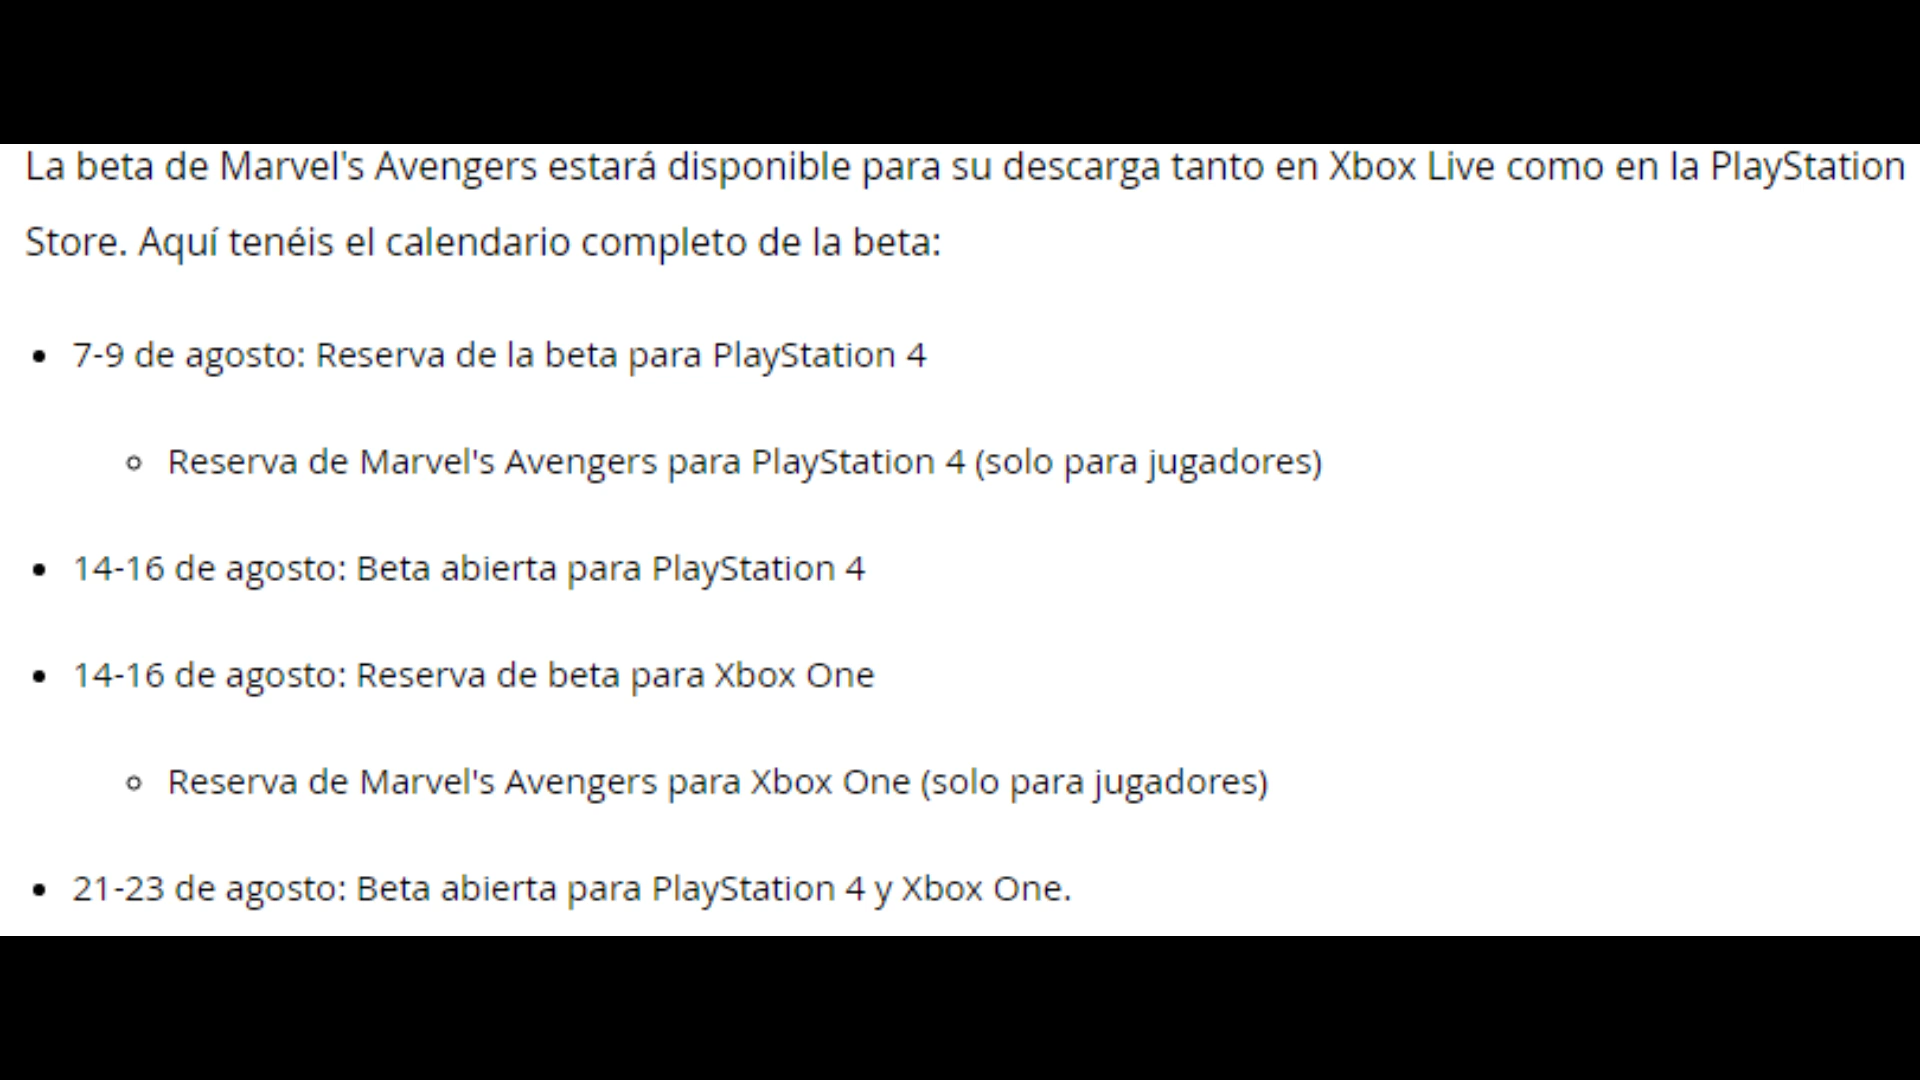 La beta de Marvel's Avengers estará disponible para su descarga tanto en Xbox Live como en la PlayStation
Store. Aquí tenéis el calendario completo de la beta:
• 7-9 de agosto: Reserva de la beta para PlayStation 4
◦ Reserva de Marvel's Avengers para PlayStation 4 (solo para jugadores)
• 14-16 de agosto: Beta abierta para PlayStation 4
• 14-16 de agosto: Reserva de beta para Xbox One
◦ Reserva de Marvel's Avengers para Xbox One (solo para jugadores)
• 21-23 de agosto: Beta abierta para PlayStation 4 y Xbox One.